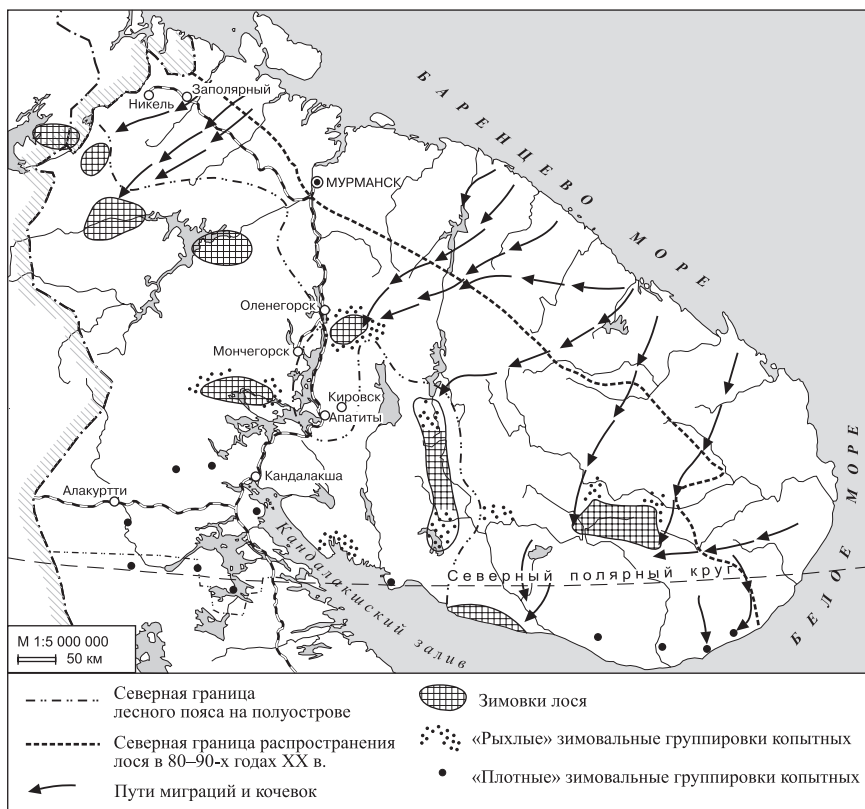 БАРЕНЦЕВО МОРЕ
Заполярный
Никель
МУРМАНСК
Оленегорск
Мончегорск
Кировск
Апатиты
Кандалакша
Алакуртти
Кандалакшский залив
Северный полярный круг
БЕЛОЕ МОРЕ
М 1:5 000 000
50 км
Северная граница
лесного пояса на полуострове
Северная граница распространения
лося в 80–90-х годах XX в.
Пути миграций и кочевок
Зимовки лося
«Рыхлые» зимовальные группировки копытных
«Плотные» зимовальные группировки копытных